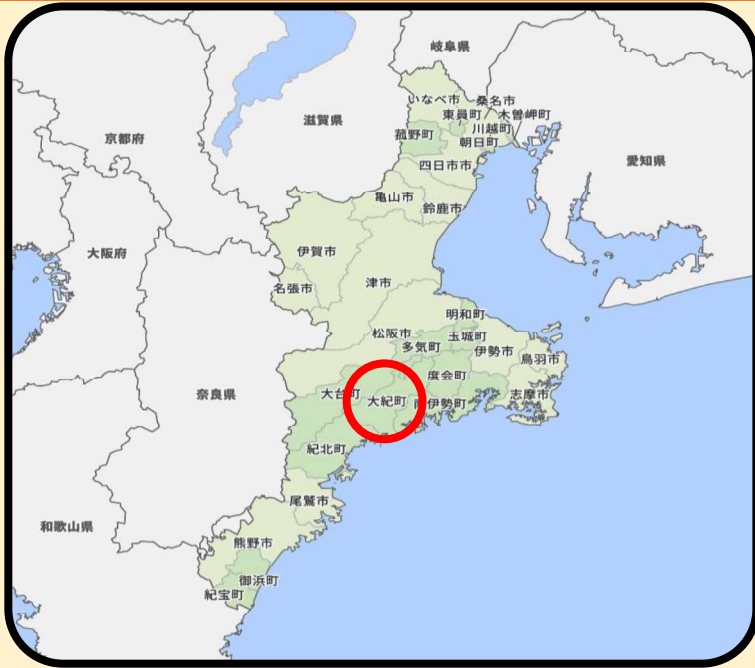 岐阜県
いなべ市
桑名市
東員町
木曽岬町
滋賀県
川越町
京都府
菰野町
朝日町
愛知県
四日市市
亀山市
鈴鹿市
大阪府
伊賀市
津市
名張市
明和町
松阪市
玉城町
多気町
伊勢市
鳥羽市
度会町
奈良県
大台町
大紀町
南伊勢町
志摩市
紀北町
尾鷲市
和歌山県
熊野市
御浜町
紀宝町